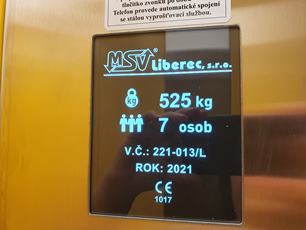 tlačítko zvonku po dobu
Telefon provede automatické spojení
se stálou vyprošťovací službou.
MSV Liberec, s.r.o.
kg 525 kg
7 osob
V.Č.: 221-013/L
ROK: 2021
CE
1017